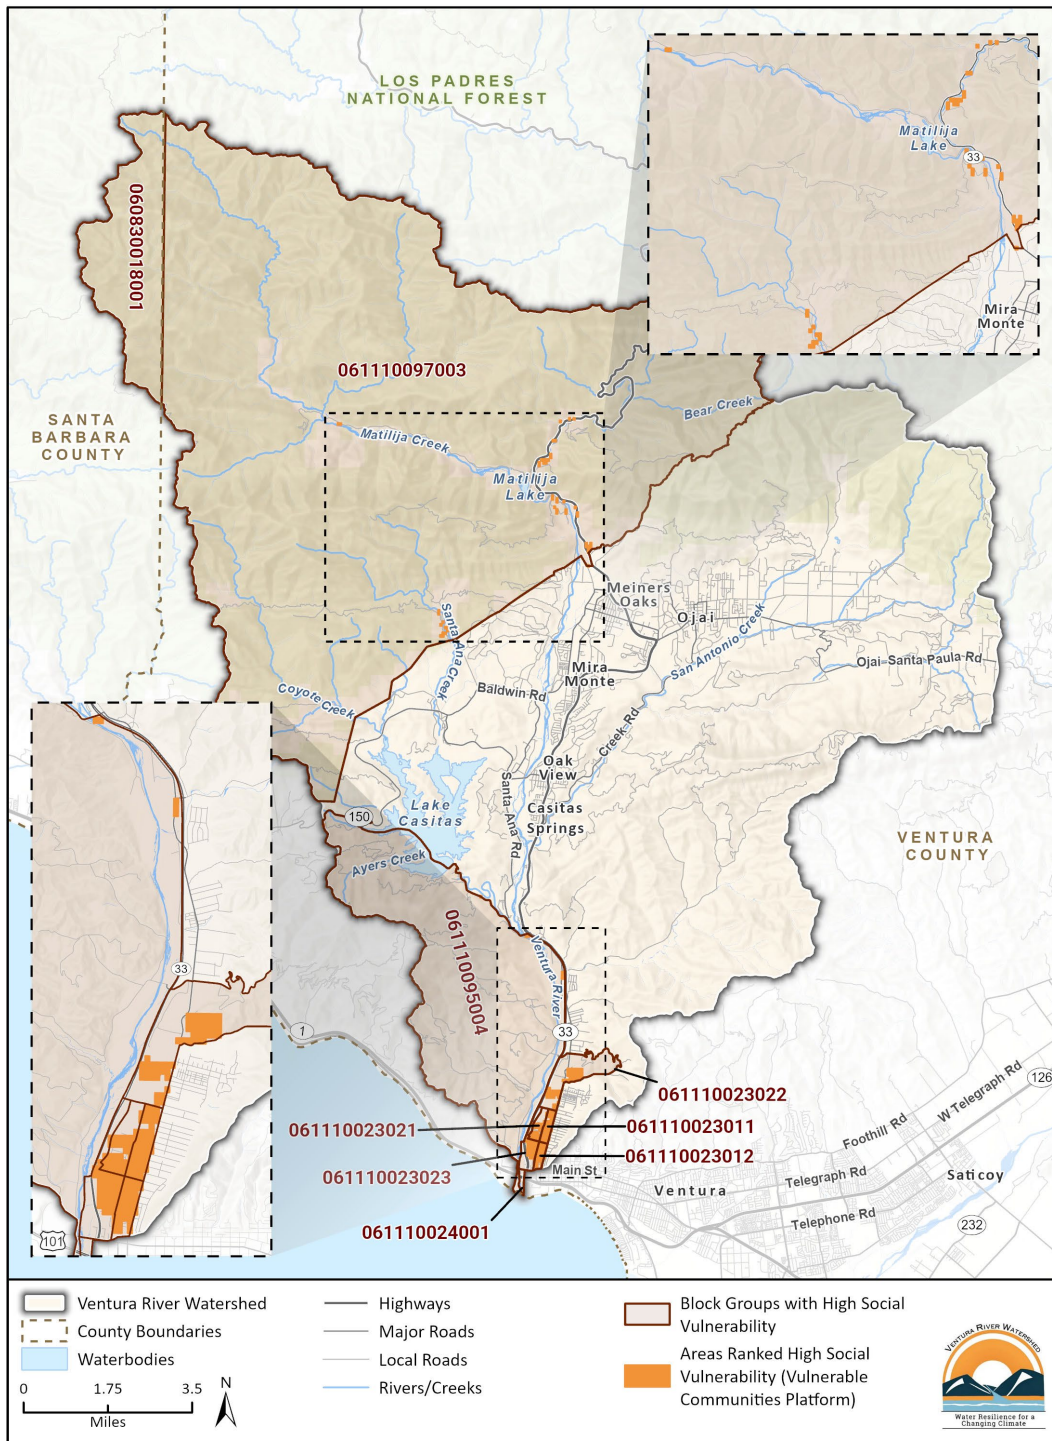 LOS PADRES
NATIONAL FOREST
Matilija
Lake
33
Mira
Monte
060830018001
061110097003
SANTA
BARBARA
COUNTY
Bear Creek
Matilija Creek
Matilija
Lake
Meiners
Oaks
Ojai
San Antonio Creek
Santa Ana Creek
Ojai-Santa Paula Rd
Mira
Monte
Baldwin Rd
Coyote Creek
Creek Rd
Oak
View
Santa Ana Rd
Casitas
Springs
Lake
Casitas
150
VENTURA
COUNTY
Ayers Creek
061110095004
Ventura River
33
33
1
126
061110023022
W Telegraph Rd
Foothill Rd
061110023021
061110023011
061110023012
061110023023
Main St
Telegraph Rd
Saticoy
Ventura
Telephone Rd
232
061110024001
101
Ventura River Watershed
County Boundaries
Waterbodies
0 1.75 3.5
Miles
N
Highways
Major Roads
Local Roads
Rivers/Creeks
Block Groups with High Social
Vulnerability
Areas Ranked High Social
Vulnerability (Vulnerable
Communities Platform)
VENTURA RIVER WATERSHED
Water Resilience for a
Changing Climate